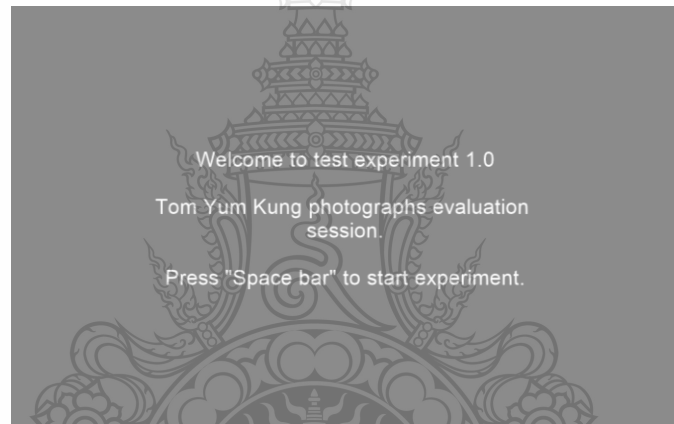 Welcome to test experiment 1.0
Tom Yum Kung photographs evaluation
session.
Press "Space bar" to start experiment.